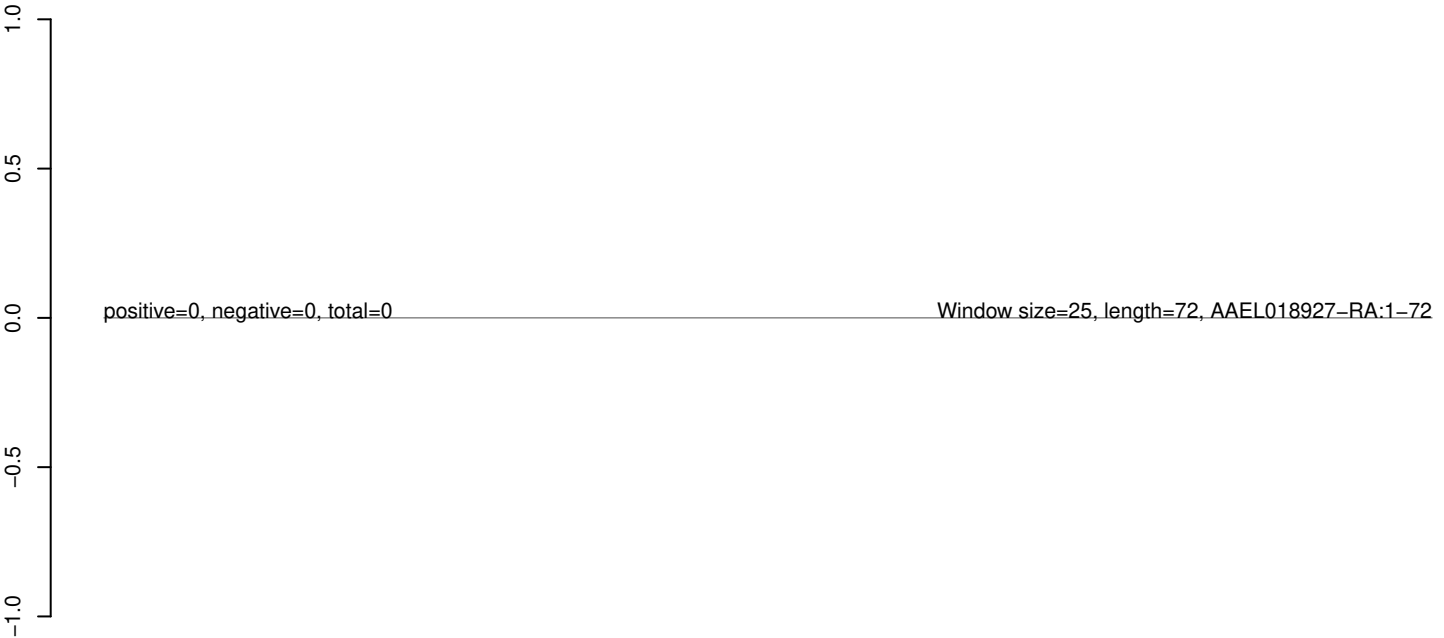 1.0
0.5
0.0
−0.5
−1.0
positive=0, negative=0, total=0
Window size=25, length=72, AAEL018927−RA:1−72